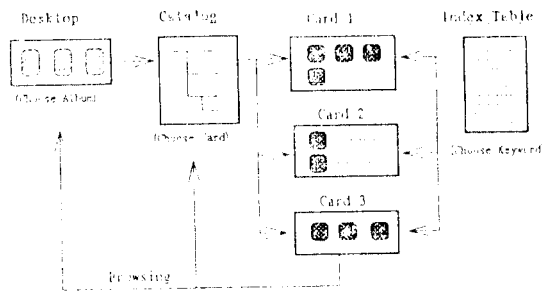 Desktop
Catalog
Card 1
Index Table
(Choose Album)
(Choose Card)
Card 2
(Choose Keyword
Card 3
Browsing